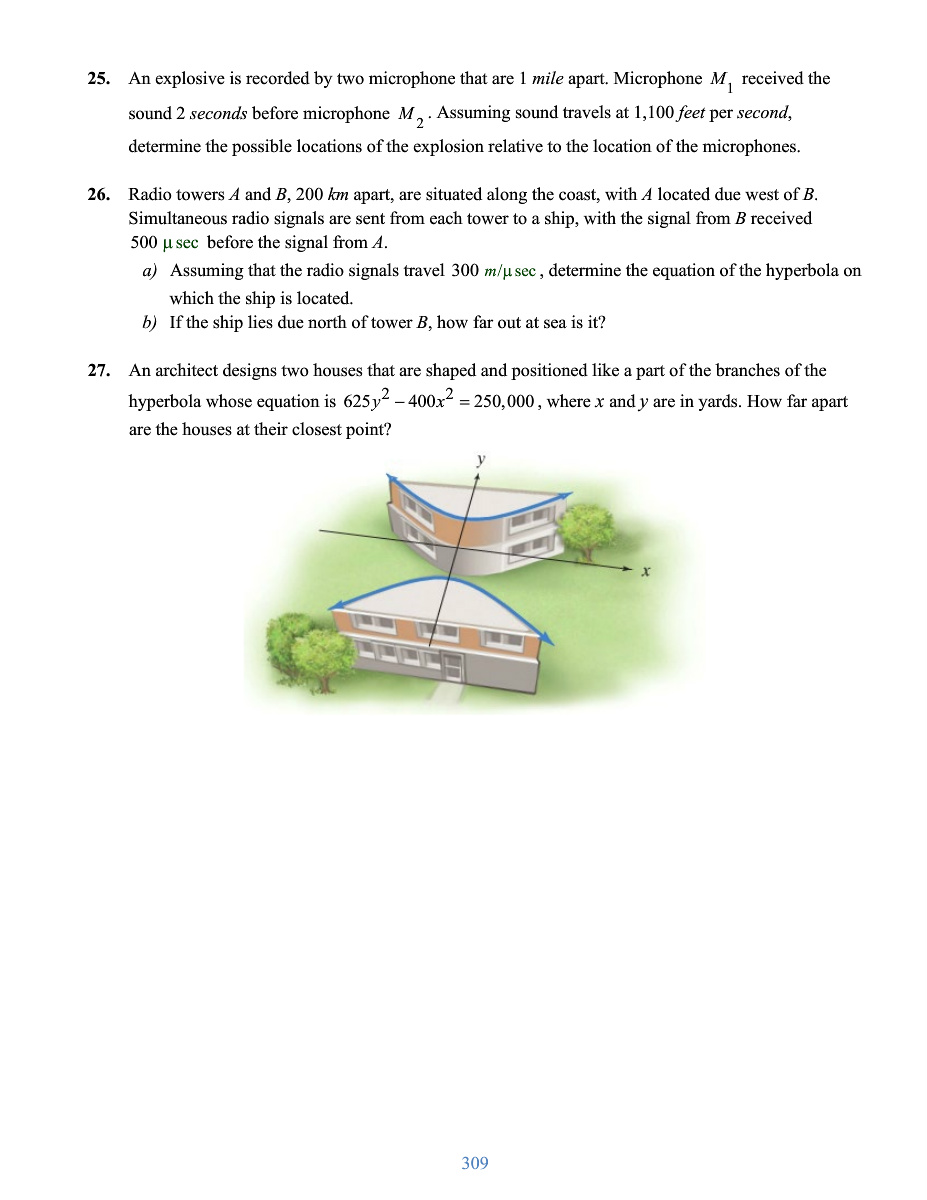 25. An explosive is recorded by two microphone that are 1 mile apart. Microphone M₁ received the
sound 2 seconds before microphone M₂. Assuming sound travels at 1,100 feet per second,
determine the possible locations of the explosion relative to the location of the microphones.
26. Radio towers A and B, 200 km apart, are situated along the coast, with A located due west of B.
Simultaneous radio signals are sent from each tower to a ship, with the signal from B received
500 μ sec before the signal from A.
a) Assuming that the radio signals travel 300 m/μ sec, determine the equation of the hyperbola on
which the ship is located.
b) If the ship lies due north of tower B, how far out at sea is it?
27. An architect designs two houses that are shaped and positioned like a part of the branches of the
hyperbola whose equation is 625y² − 400x² = 250,000, where x and y are in yards. How far apart
are the houses at their closest point?
y
x
309